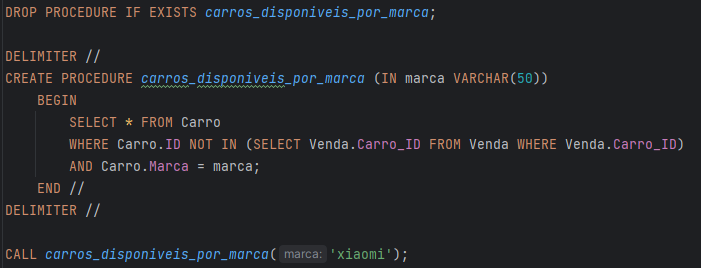 DROP PROCEDURE IF EXISTS carros_disponiveis_por_marca;
DELIMITER //
CREATE PROCEDURE carros_disponiveis_por_marca (IN marca VARCHAR(50))
BEGIN
SELECT * FROM Carro
WHERE Carro.ID NOT IN (SELECT Venda.Carro_ID FROM Venda WHERE Venda.Carro_ID)
AND Carro.Marca = marca;
END //
DELIMITER //
CALL carros_disponiveis_por_marca( marca: 'xiaomi');